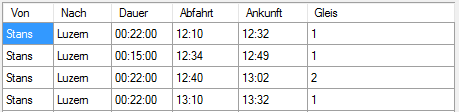 Von Nach Dauer Abfahrt Ankunft Gleis
Stans Luzern 00:22:00 12:10 12:32 1
Stans Luzern 00:15:00 12:34 12:49 1
Stans Luzern 00:22:00 12:40 13:02 2
Stans Luzern 00:22:00 13:10 13:32 1